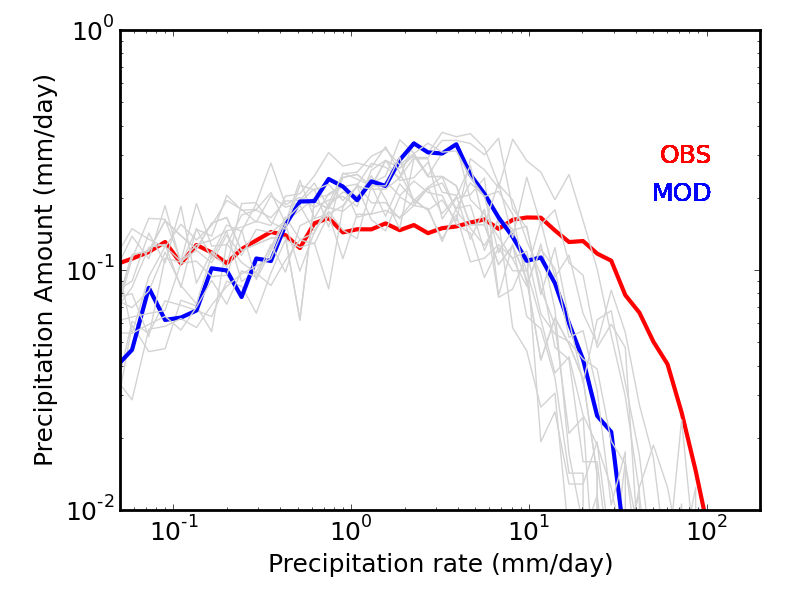 10^0
10^-1
10^-2
Precipitation Amount (mm/day)
OBS
MOD
10^-1
10^0
10^1
10^2
Precipitation rate (mm/day)